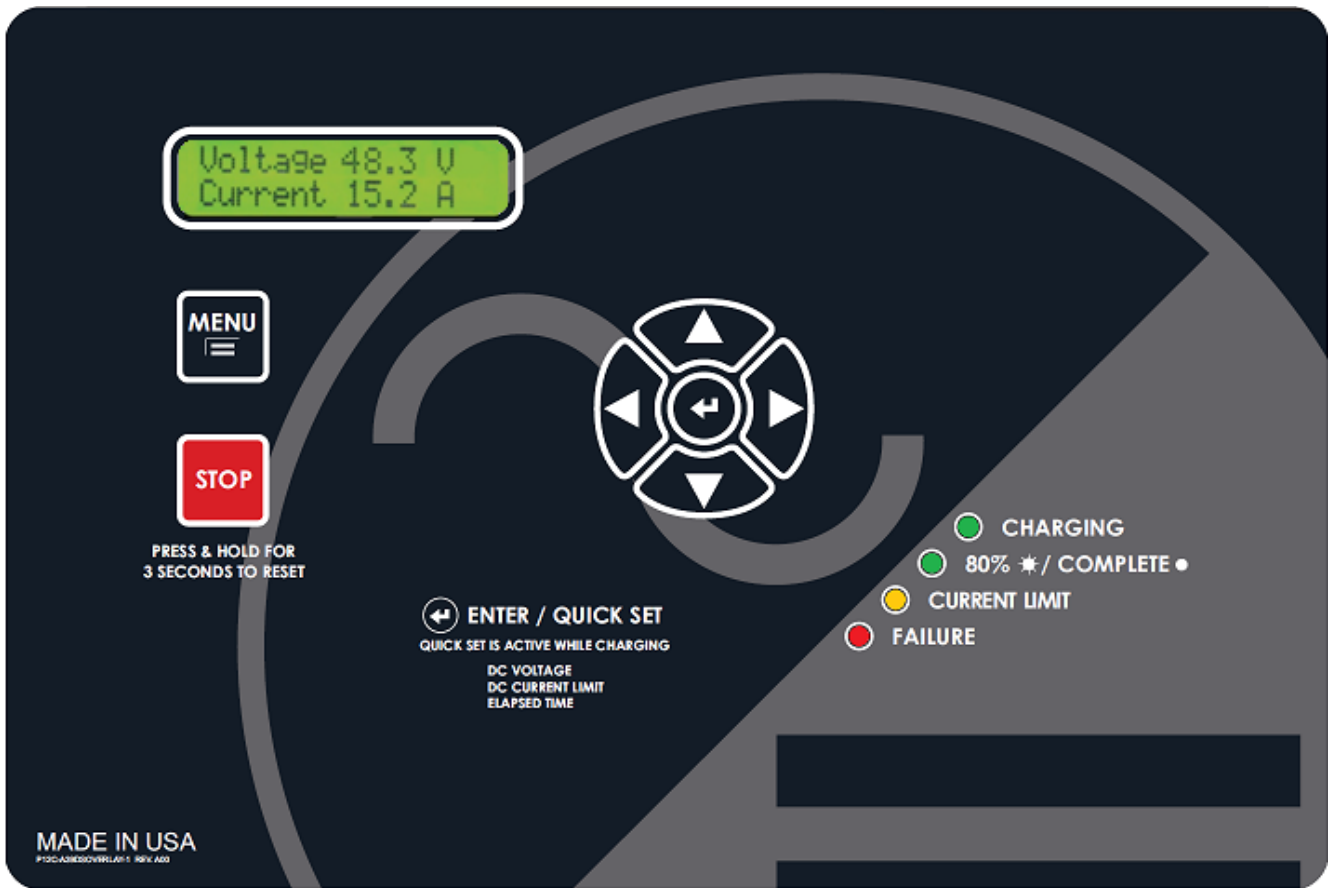 Voltage 48.3 V
Current 15.2 A
MENU
STOP
PRESS & HOLD FOR
3 SECONDS TO RESET
CHARGING
80% ☀/ COMPLETE ●
CURRENT LIMIT
FAILURE
ENTER / QUICK SET
QUICK SET IS ACTIVE WHILE CHARGING
DC VOLTAGE
DC CURRENT LIMIT
ELAPSED TIME
MADE IN USA
REV. A00